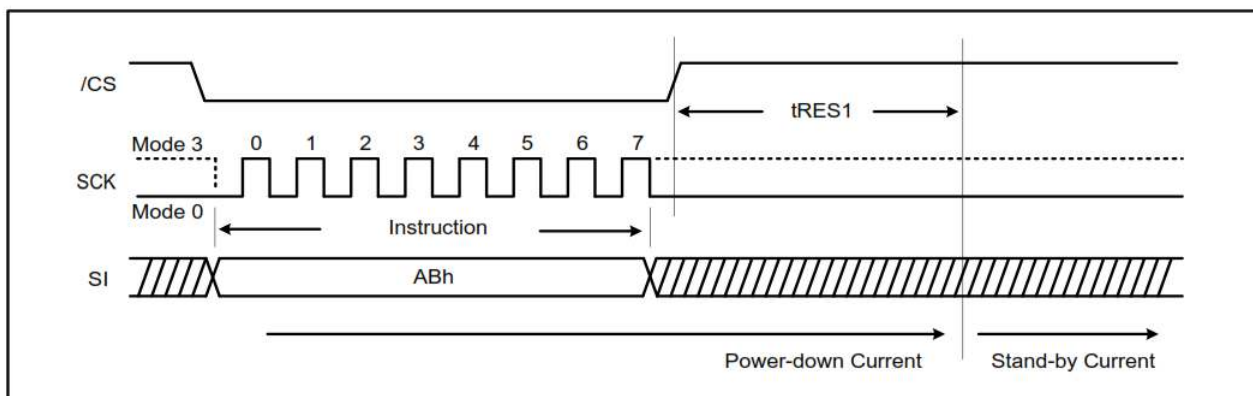 /CS
tRES1
Mode 3
0 1 2 3 4 5 6 7
SCK
Mode 0
Instruction
SI
ABh
Power-down Current
Stand-by Current